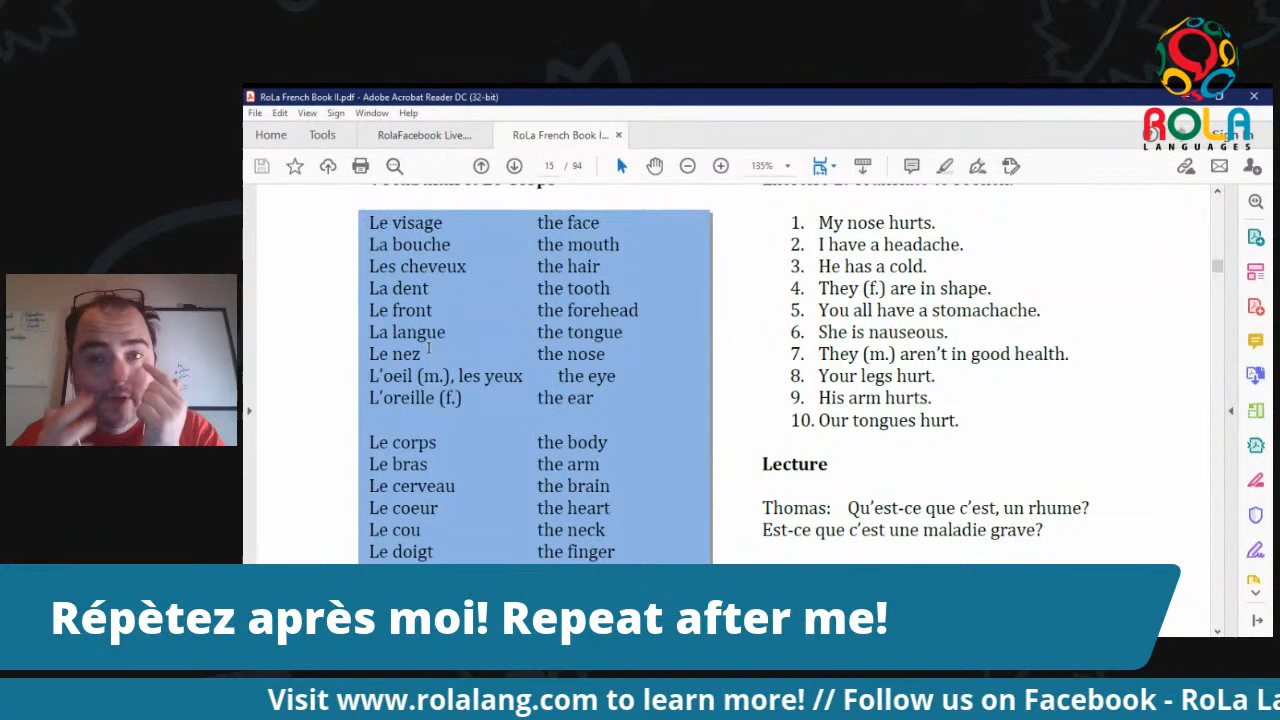 ROLA
LANGUAGES
RoLa French Book II.pdf - Adobe Acrobat Reader DC (32-bit)
File Edit View Sign Window Help
Home Tools RolaFacebook Live... RoLa French Book I... ×
15 / 94 135%
Le visage the face
La bouche the mouth
Les cheveux the hair
La dent the tooth
Le front the forehead
La langue the tongue
Le nez the nose
L'oeil (m.), les yeux the eye
L'oreille (f.) the ear
Le corps the body
Le bras the arm
Le cerveau the brain
Le coeur the heart
Le cou the neck
Le doigt the finger
1. My nose hurts.
2. I have a headache.
3. He has a cold.
4. They (f.) are in shape.
5. You all have a stomachache.
6. She is nauseous.
7. They (m.) aren't in good health.
8. Your legs hurt.
9. His arm hurts.
10. Our tongues hurt.
Lecture
Thomas: Qu'est-ce que c'est, un rhume?
Est-ce que c'est une maladie grave?
Répètez après moi! Repeat after me!
Visit www.rolalang.com to learn more! // Follow us on Facebook - RoLa La